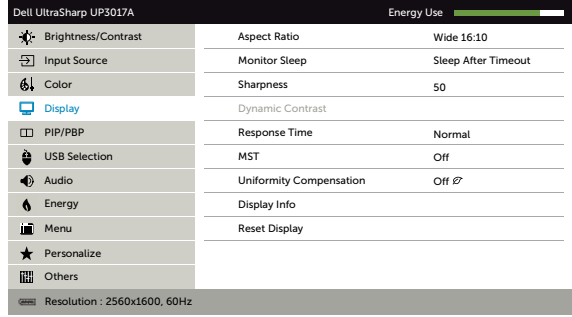 Dell UltraSharp UP3017A Energy Use
Brightness/Contrast Aspect Ratio Wide 16:10
Input Source Monitor Sleep Sleep After Timeout
Color Sharpness 50
Display Dynamic Contrast
PIP/PBP Response Time Normal
USB Selection MST Off
Audio Uniformity Compensation Off
Energy Display Info
Menu Reset Display
Personalize
Others
Resolution : 2560x1600, 60Hz